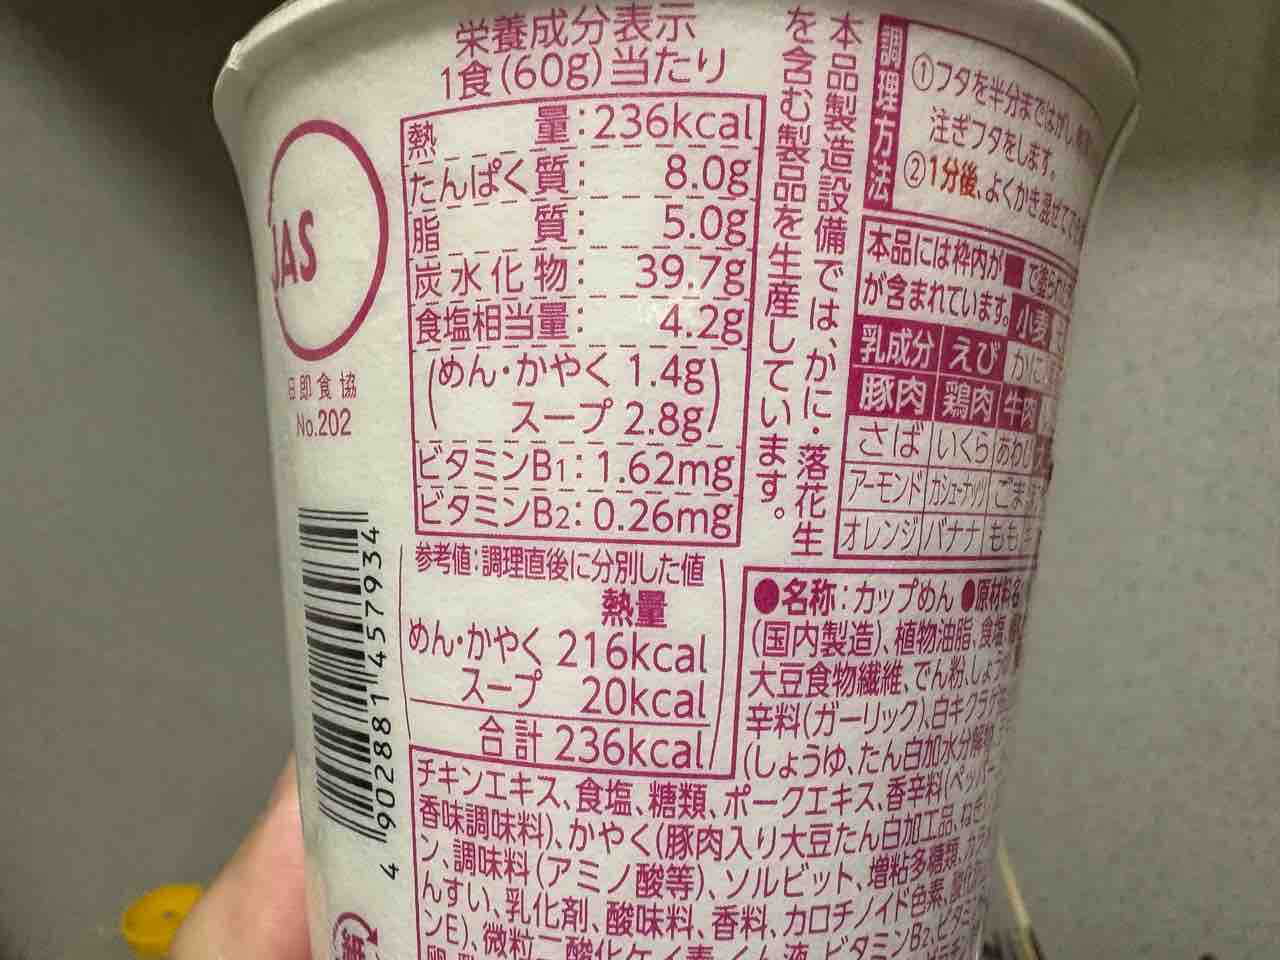 栄養成分表示
1食(60g)当たり
熱量:236kcal
たんぱく質: 8.0g
脂質: 5.0g
炭水化物: 39.7g
食塩相当量: 4.2g
(めん・かやく 1.4g)
スープ 2.8g
ビタミンB1:1.62mg
ビタミンB2:0.26mg
参考値:調理直後に分別した値
熱量
めん・かやく 216kcal
スープ 20kcal
合計 236kcal
JAS
日即食協
No.202
4 902881 457934
本品製造設備では、かに・落花生
を含む製品を生産しています。
調理方法
①フタを半分まではがし、
注ぎフタをします。
②1分後、よくかき混ぜて
本品には枠内が■で塗られた
が含まれています。 小麦
乳成分 えび かに
豚肉 鶏肉 牛肉
さば いくら あわび
アーモンド カシューナッツ ごま
オレンジ バナナ もも
●名称:カップめん ●原材料名
(国内製造)、植物油脂、食塩、
大豆食物繊維、でん粉、しょう
辛料(ガーリック)、白キクラゲ
(しょうゆ、たん白加水分解
チキンエキス、食塩、糖類、ポークエキス、香辛料(ペッパー
香味調味料)、かやく(豚肉入り大豆たん白加工品、ねぎ)
ン、調味料(アミノ酸等)、ソルビット、増粘多糖類、カラ
んすい、乳化剤、酸味料、香料、カロチノイド色素、
ンE)、微粒二酸化ケイ素、くん液、ビタミンB2、ビタミ